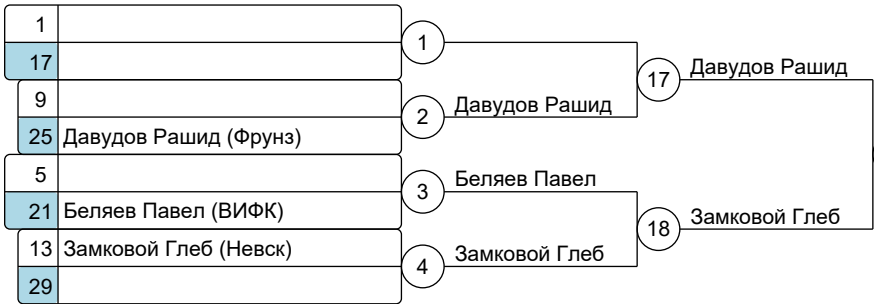 1
17
1
9
25 Давудов Рашид (Фрунз)
2
Давудов Рашид
17
Давудов Рашид
5
21 Беляев Павел (ВИФК)
3
Беляев Павел
13 Замковой Глеб (Невск)
29
4
Замковой Глеб
18
Замковой Глеб